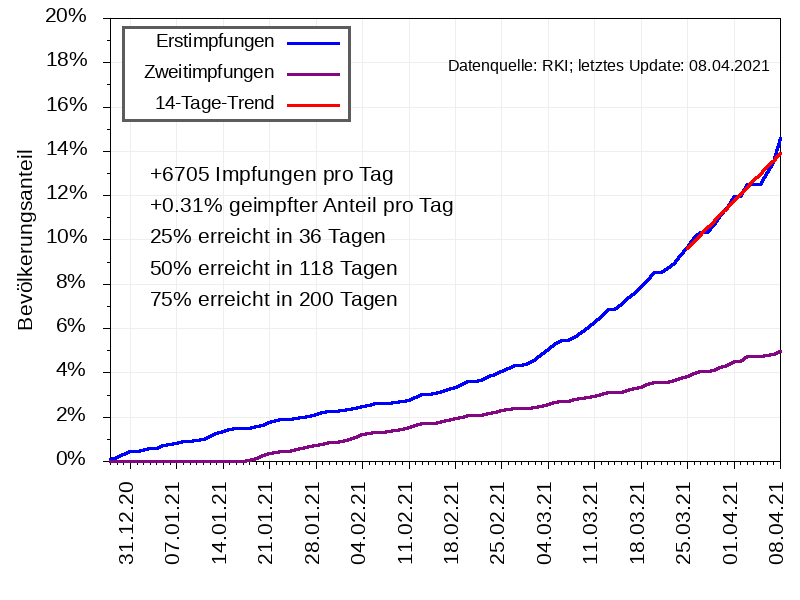 20%
18%
16%
14%
12%
10%
8%
6%
4%
2%
0%
Bevölkerungsanteil
Erstimpfungen
Zweitimpfungen
14-Tage-Trend
Datenquelle: RKI; letztes Update: 08.04.2021
+6705 Impfungen pro Tag
+0.31% geimpfter Anteil pro Tag
25% erreicht in 36 Tagen
50% erreicht in 118 Tagen
75% erreicht in 200 Tagen
31.12.20
07.01.21
14.01.21
21.01.21
28.01.21
04.02.21
11.02.21
18.02.21
25.02.21
04.03.21
11.03.21
18.03.21
25.03.21
01.04.21
08.04.21